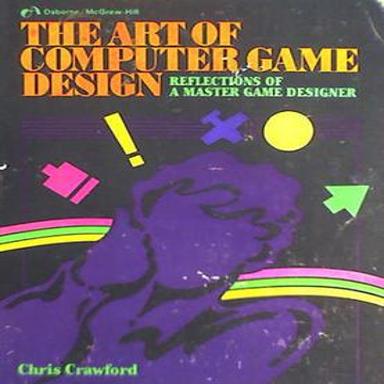 Osborne/McGraw-Hill
THE ART OF
COMPUTER GAME
DESIGN
REFLECTIONS OF
A MASTER GAME DESIGNER
Chris Crawford